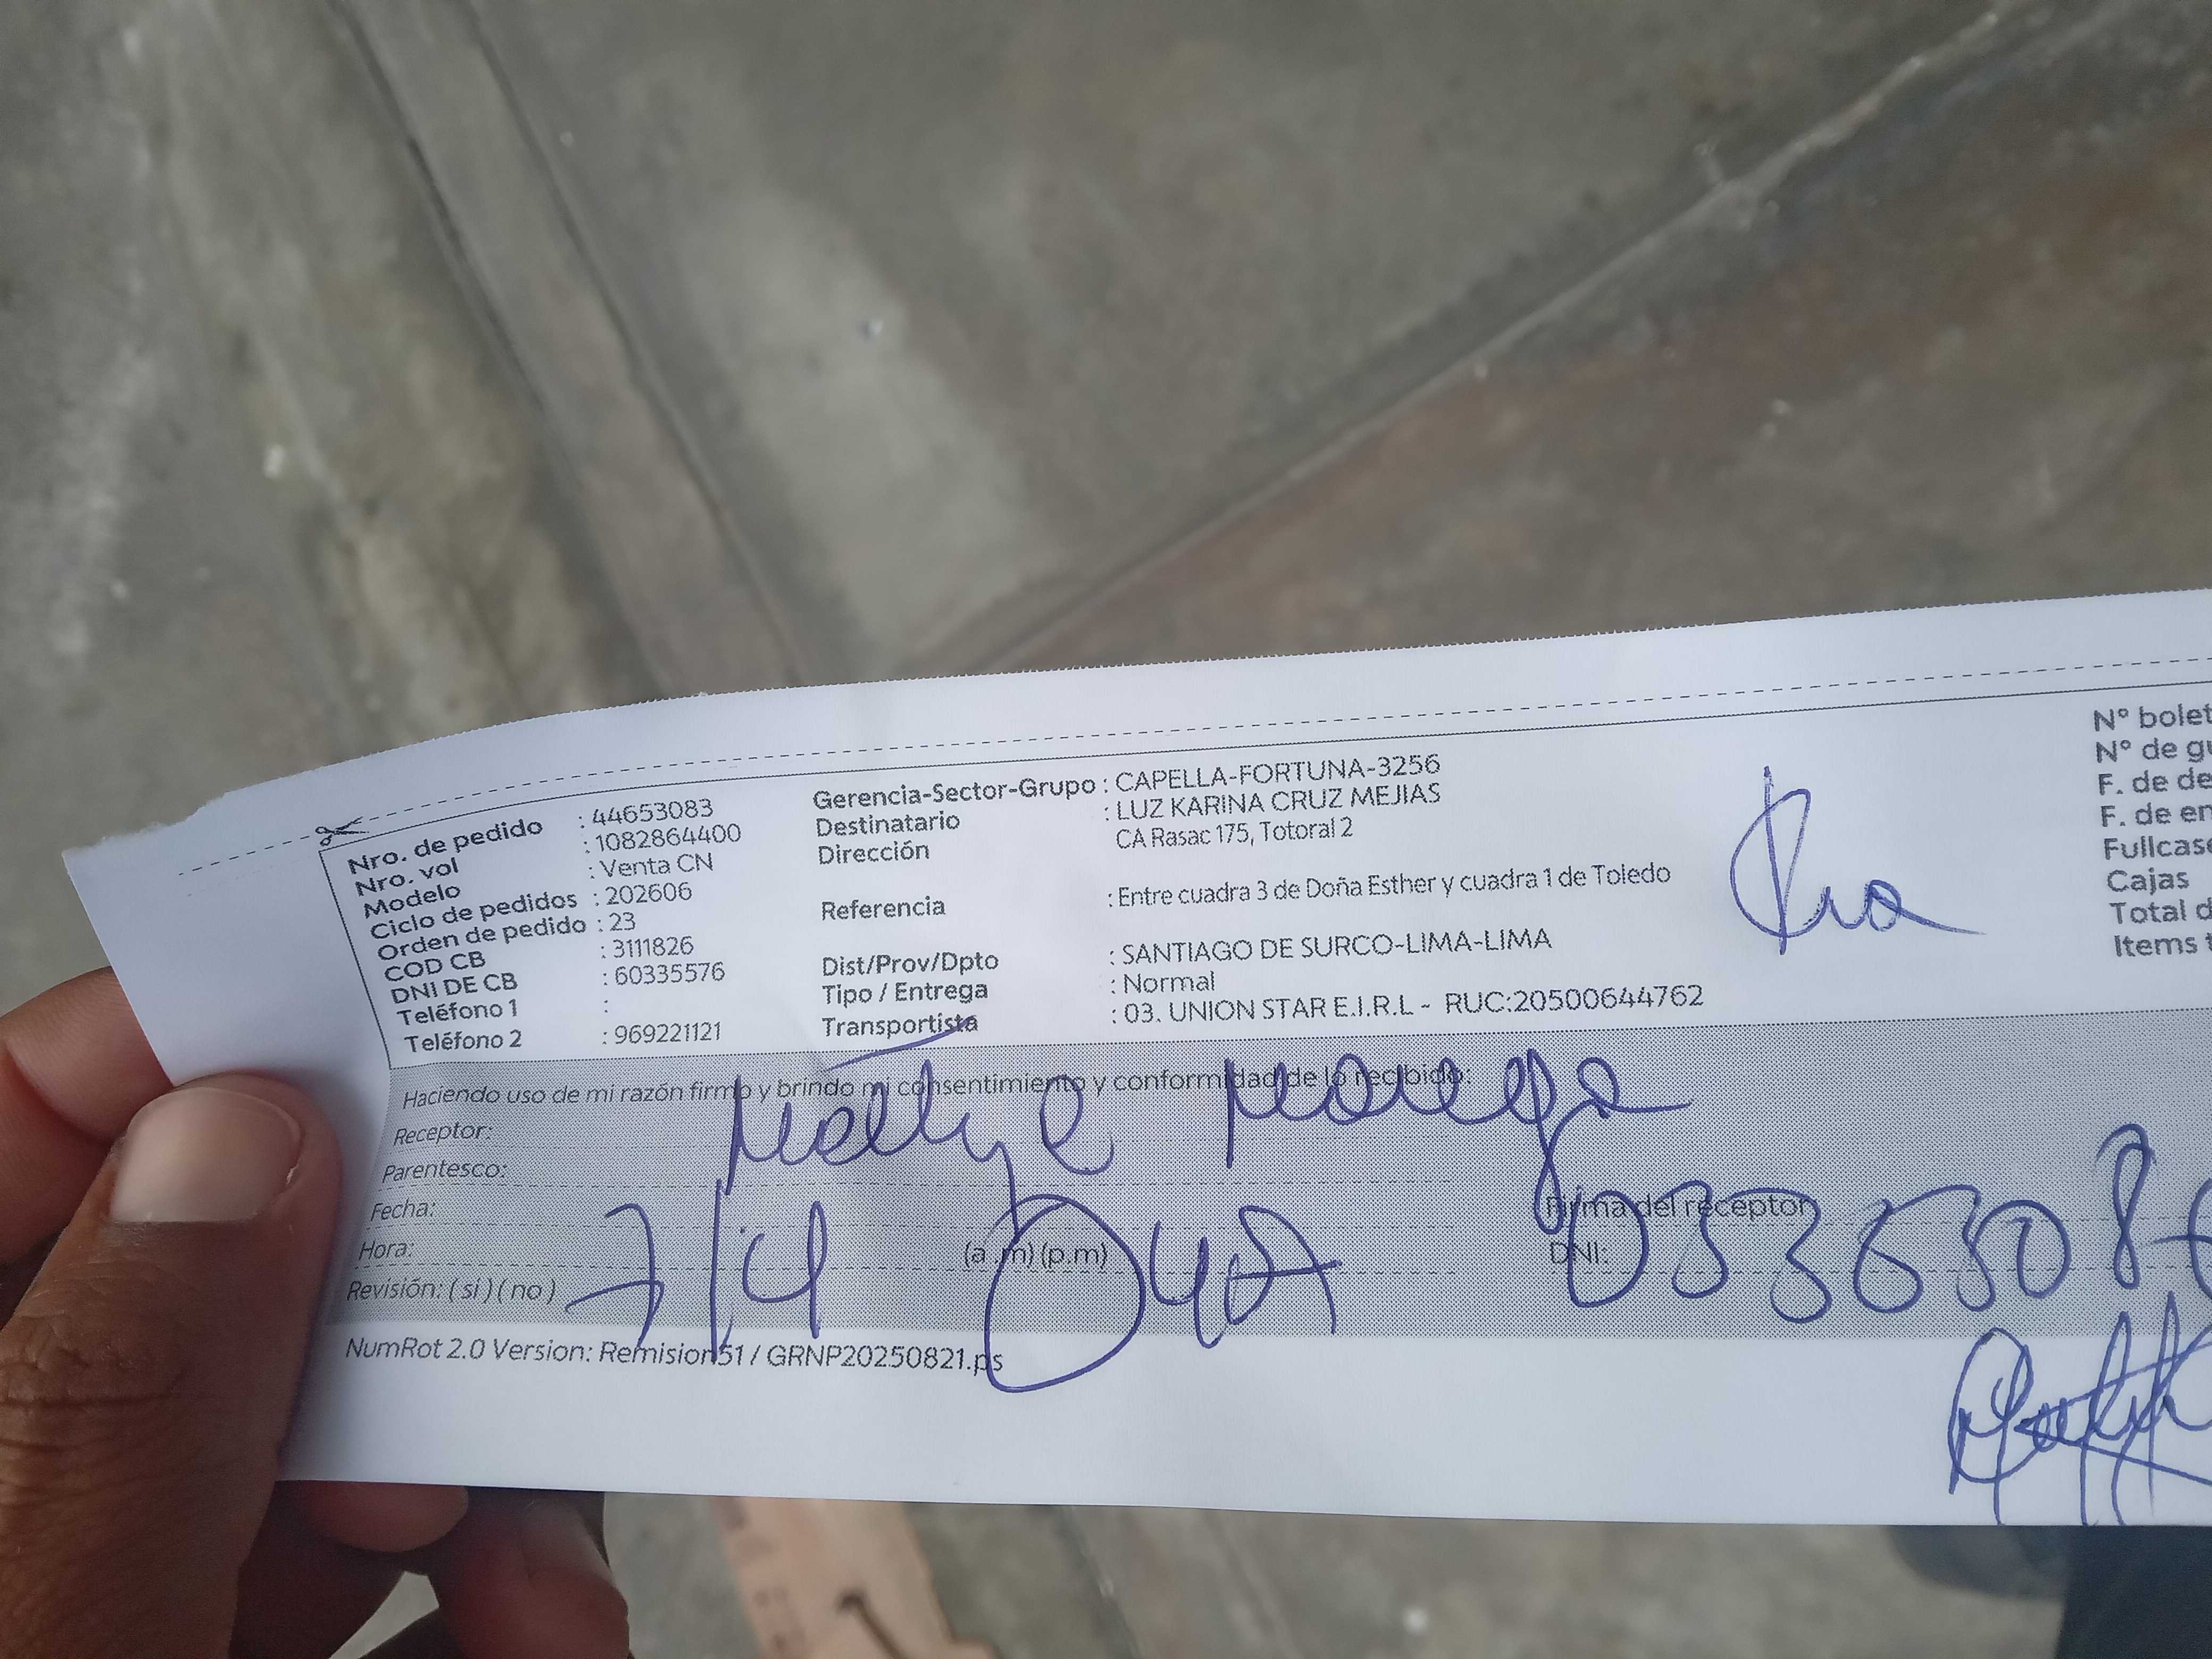 Nro. de pedido : 44653083
Nro. vol : 1082864400
Modelo : Venta CN
Ciclo de pedidos : 202606
Orden de pedido : 23
COD CB : 3111826
DNI DE CB : 60335576
Teléfono 1 :
Teléfono 2 : 969221121
Gerencia-Sector-Grupo : CAPELLA-FORTUNA-3256
Destinatario : LUZ KARINA CRUZ MEJIAS
Dirección CA Rasac 175, Totoral 2
Referencia : Entre cuadra 3 de Doña Esther y cuadra 1 de Toledo
Dist/Prov/Dpto : SANTIAGO DE SURCO-LIMA-LIMA
Tipo / Entrega : Normal
Transportista : 03. UNION STAR E.I.R.L - RUC:20500644762
N° bolet
N° de gu
F. de de
F. de en
Fullcase
Cajas
Total d
Items t
Haciendo uso de mi razón firmo y brindo mi consentimiento y conformidad de lo recibido:
Receptor:
Parentesco:
Fecha:
Firma del receptor
Hora: (a .m) (p.m) DNI:
Revisión: ( si ) ( no ) 7/4
NumRot 2.0 Version: Remision51 / GRNP20250821.ps